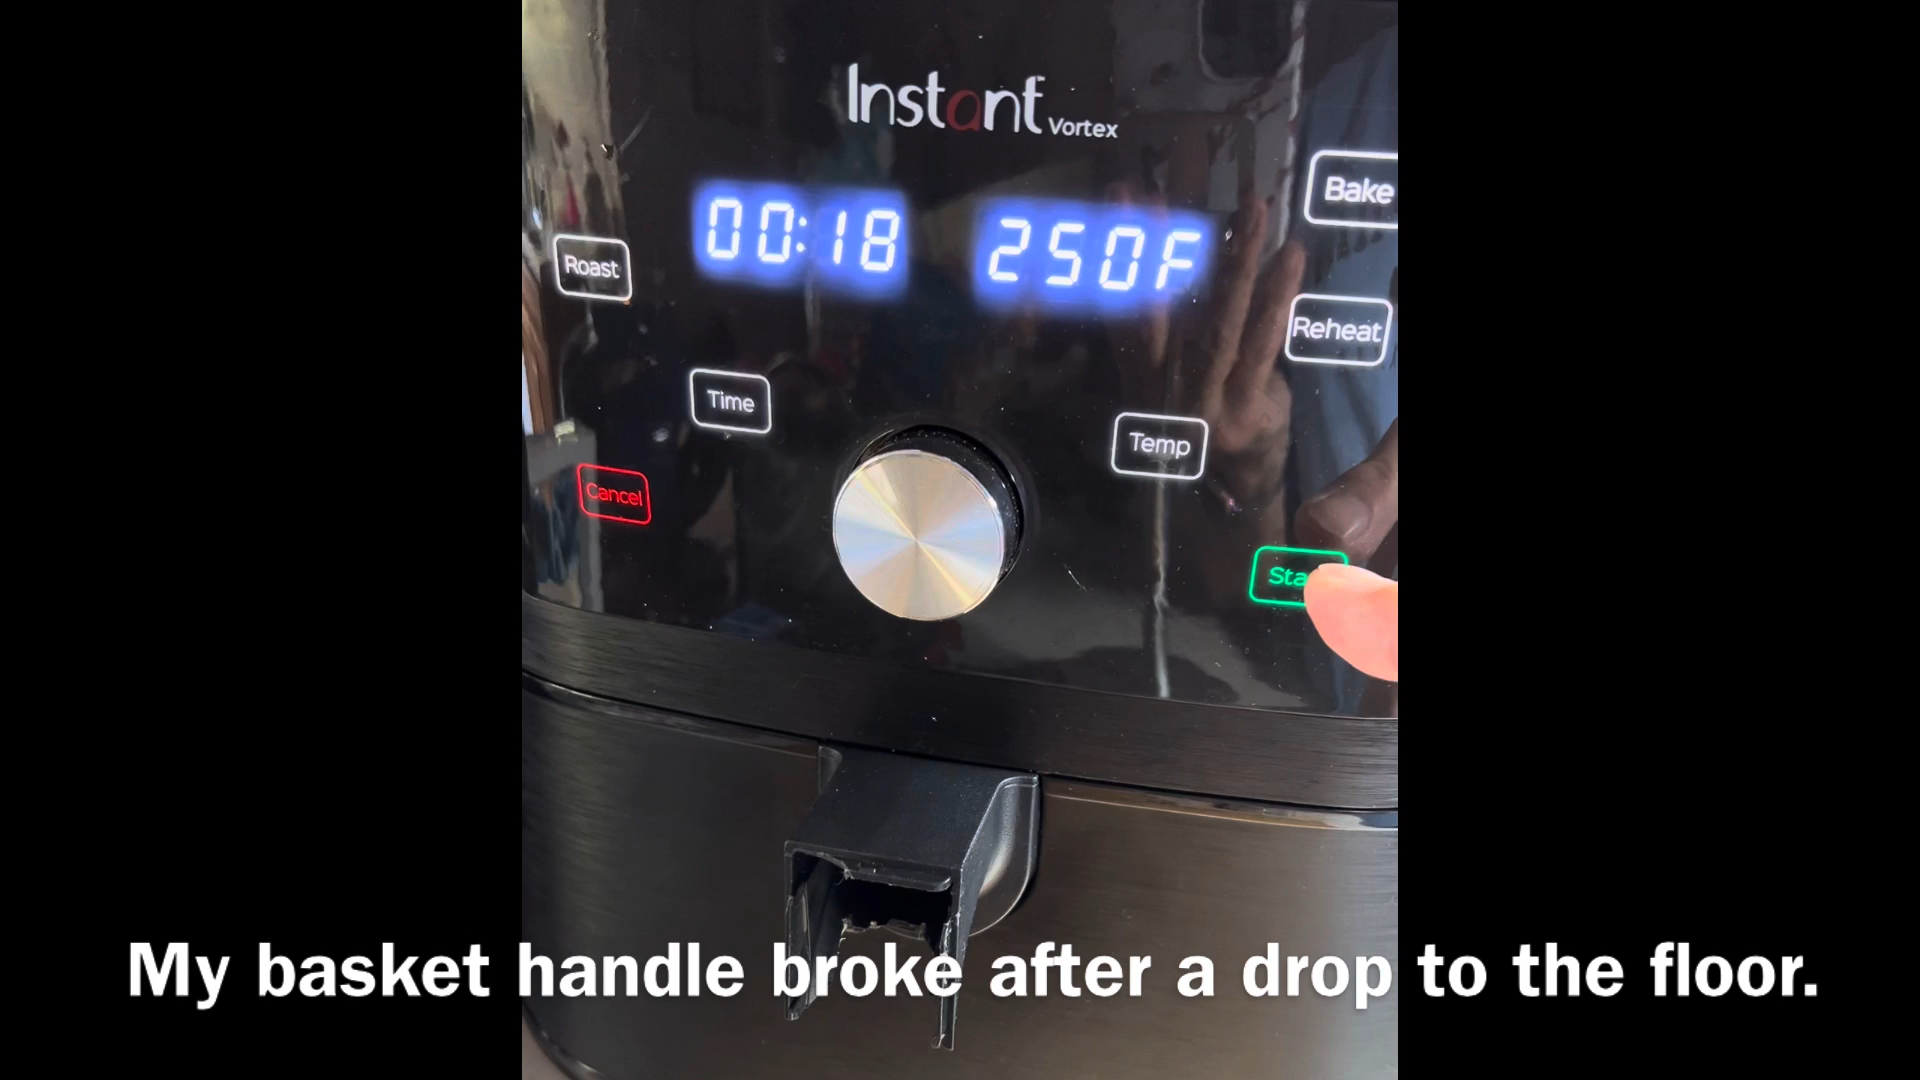 Instant Vortex
00:18 250F
Bake
Roast
Reheat
Time
Temp
Cancel
Sta
My basket handle broke after a drop to the floor.